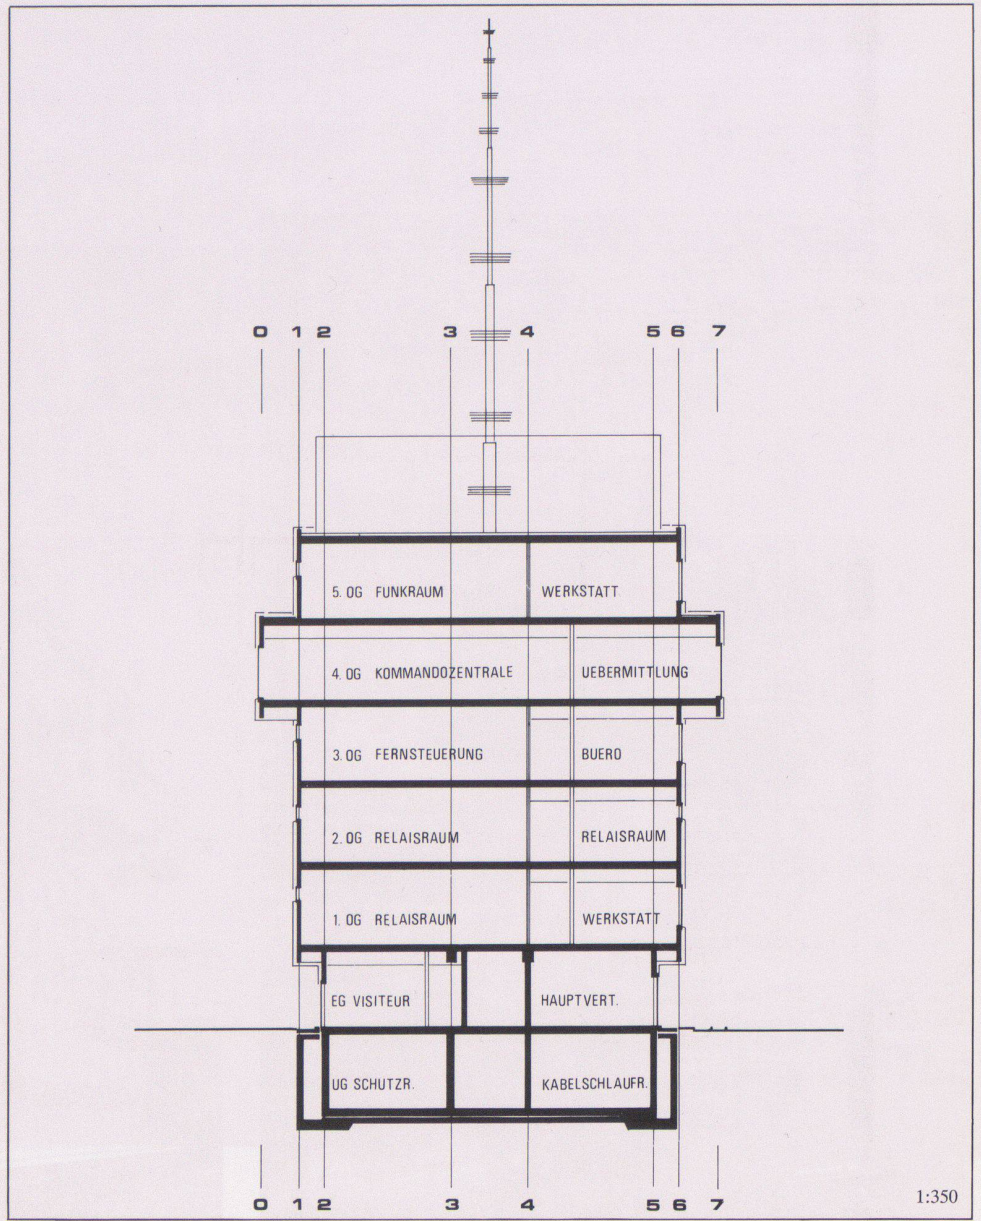 0 1 2 3 4 5 6 7
5. OG FUNKRAUM WERKSTATT
4. OG KOMMANDOZENTRALE UEBERMITTLUNG
3. OG FERNSTEUERUNG BUERO
2. OG RELAISRAUM RELAISRAUM
1. OG RELAISRAUM WERKSTATT
EG VISITEUR HAUPTVERT.
UG SCHUTZR. KABELSCHLAUFR.
0 1 2 3 4 5 6 7
1:350